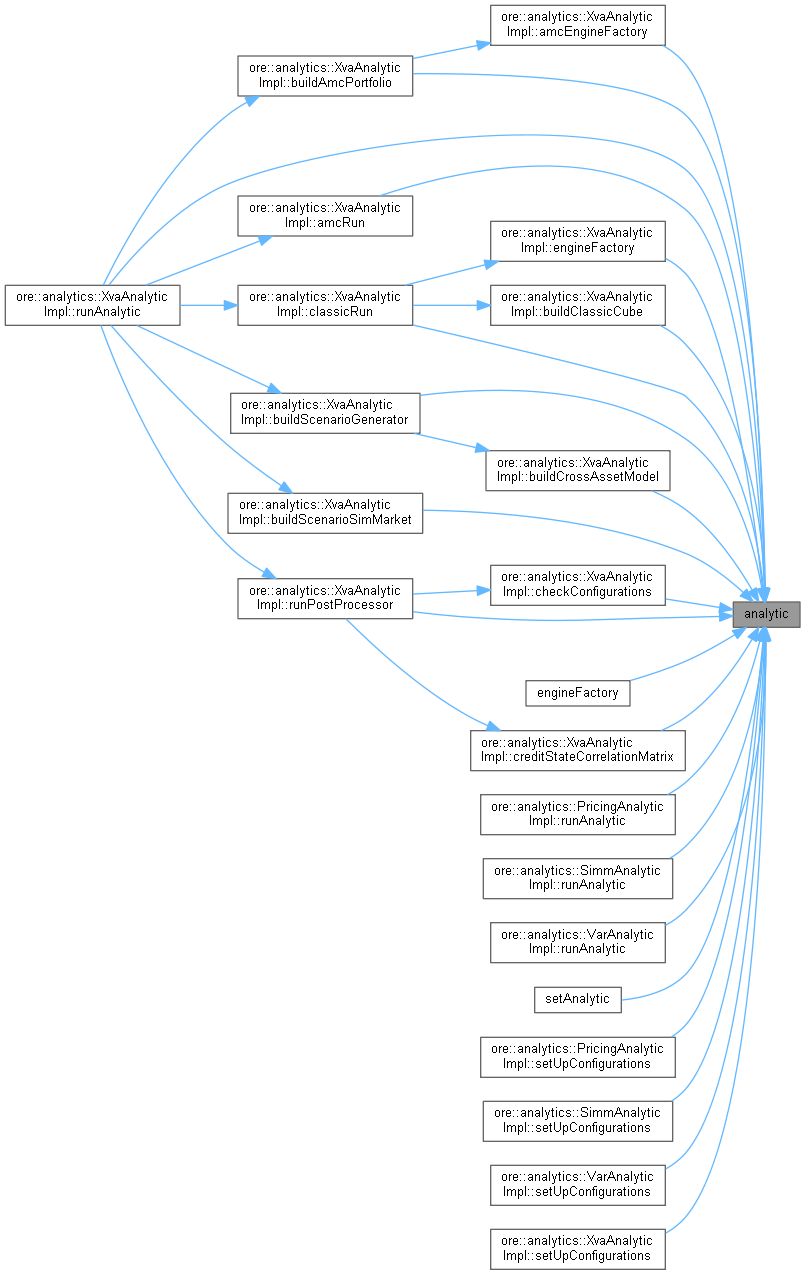 ore::analytics::XvaAnalytic
Impl::amcEngineFactory
ore::analytics::XvaAnalytic
Impl::buildAmcPortfolio
ore::analytics::XvaAnalytic
Impl::amcRun
ore::analytics::XvaAnalytic
Impl::engineFactory
ore::analytics::XvaAnalytic
Impl::runAnalytic
ore::analytics::XvaAnalytic
Impl::classicRun
ore::analytics::XvaAnalytic
Impl::buildClassicCube
ore::analytics::XvaAnalytic
Impl::buildScenarioGenerator
ore::analytics::XvaAnalytic
Impl::buildCrossAssetModel
ore::analytics::XvaAnalytic
Impl::buildScenarioSimMarket
ore::analytics::XvaAnalytic
Impl::checkConfigurations
ore::analytics::XvaAnalytic
Impl::runPostProcessor
analytic
engineFactory
ore::analytics::XvaAnalytic
Impl::creditStateCorrelationMatrix
ore::analytics::PricingAnalytic
Impl::runAnalytic
ore::analytics::SimmAnalytic
Impl::runAnalytic
ore::analytics::VarAnalytic
Impl::runAnalytic
setAnalytic
ore::analytics::PricingAnalytic
Impl::setUpConfigurations
ore::analytics::SimmAnalytic
Impl::setUpConfigurations
ore::analytics::VarAnalytic
Impl::setUpConfigurations
ore::analytics::XvaAnalytic
Impl::setUpConfigurations